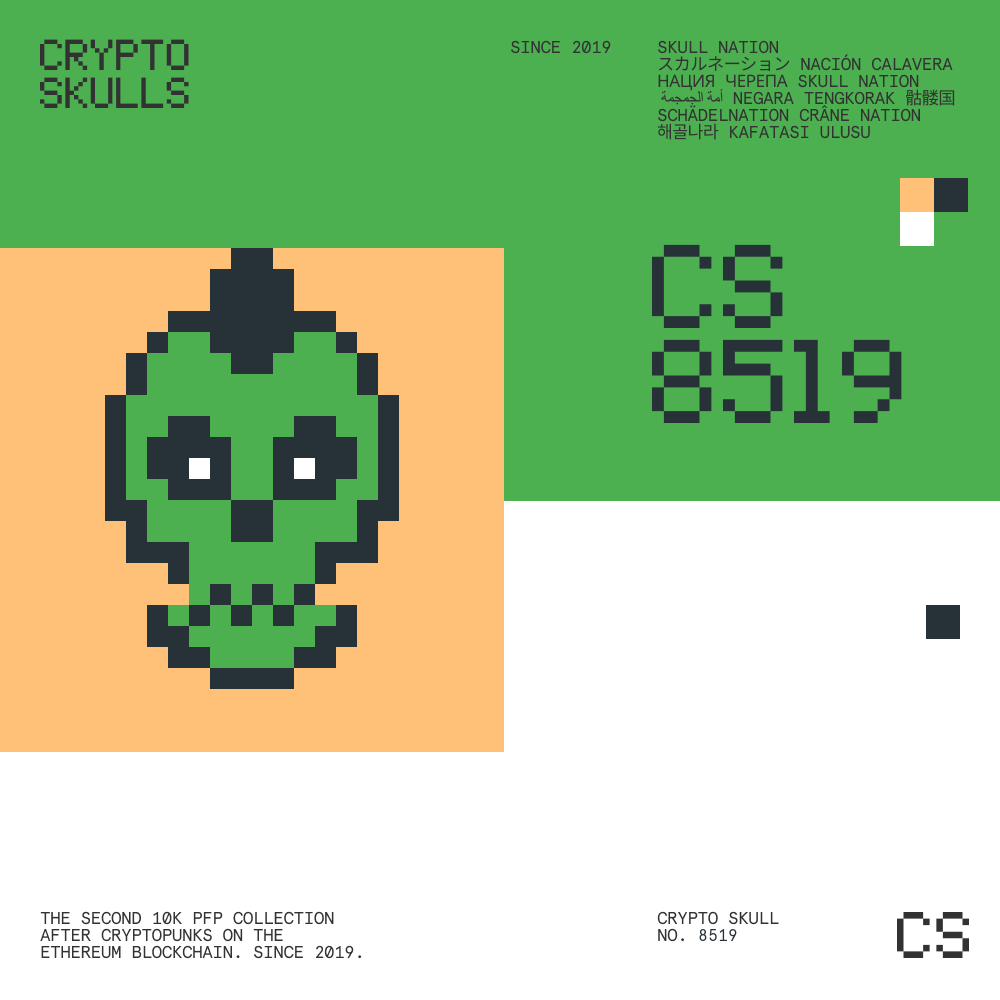 CRYPTO
SKULLS
SINCE 2019
SKULL NATION
スカルネーション NACIÓN CALAVERA
НАЦИЯ ЧЕРЕПА SKULL NATION
أمة الجمجمة NEGARA TENGKORAK 骷髅国
SCHÄDELNATION CRÂNE NATION
해골나라 KAFATASI ULUSU
CS
8519
THE SECOND 10K PFP COLLECTION
AFTER CRYPTOPUNKS ON THE
ETHEREUM BLOCKCHAIN. SINCE 2019.
CRYPTO SKULL
NO. 8519
CS